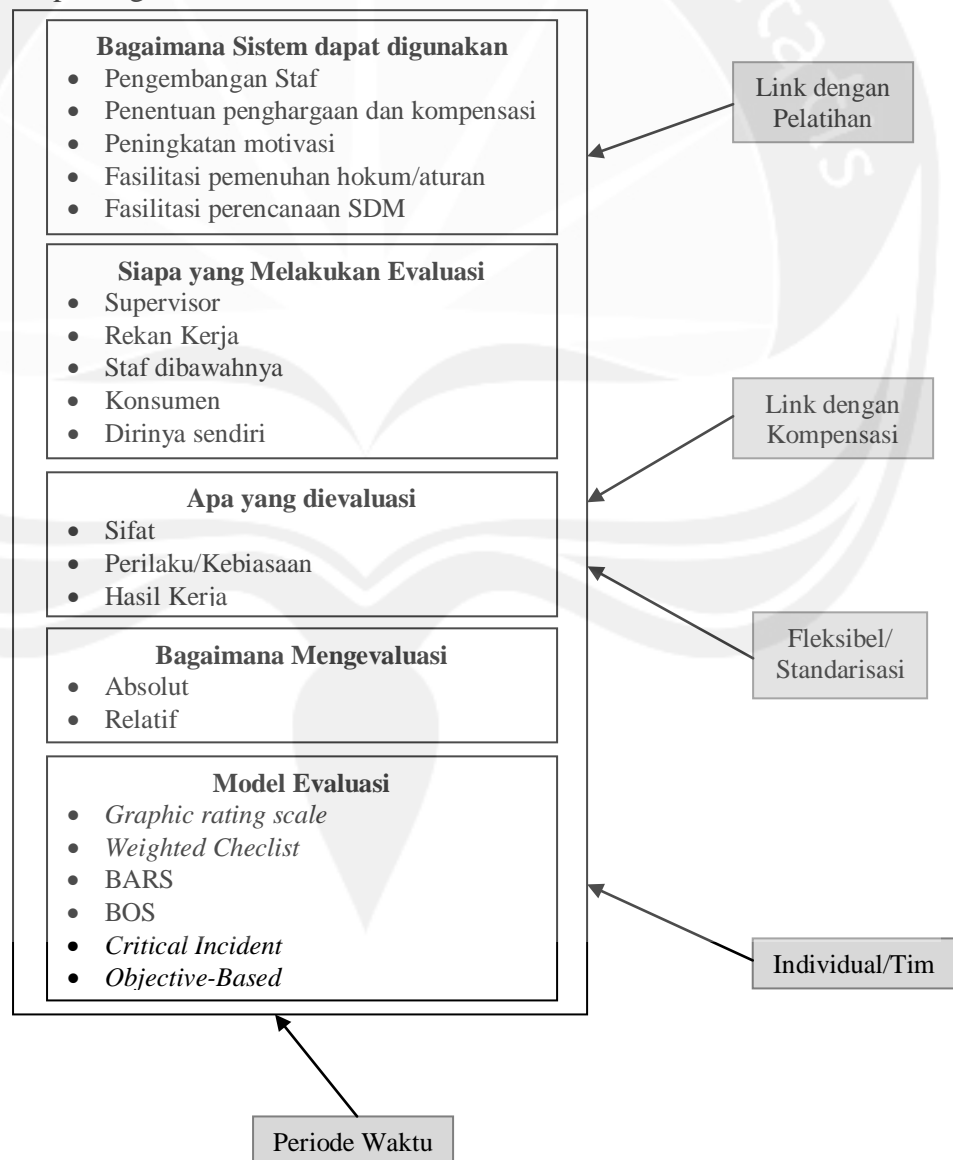 Bagaimana Sistem dapat digunakan
• Pengembangan Staf
• Penentuan penghargaan dan kompensasi
• Peningkatan motivasi
• Fasilitasi pemenuhan hokum/aturan
• Fasilitasi perencanaan SDM
Link dengan
Pelatihan
Siapa yang Melakukan Evaluasi
• Supervisor
• Rekan Kerja
• Staf dibawahnya
• Konsumen
• Dirinya sendiri
Link dengan
Kompensasi
Apa yang dievaluasi
• Sifat
• Perilaku/Kebiasaan
• Hasil Kerja
Fleksibel/
Standarisasi
Bagaimana Mengevaluasi
• Absolut
• Relatif
Model Evaluasi
• Graphic rating scale
• Weighted Checlist
• BARS
• BOS
• Critical Incident
• Objective-Based
Individual/Tim
Periode Waktu